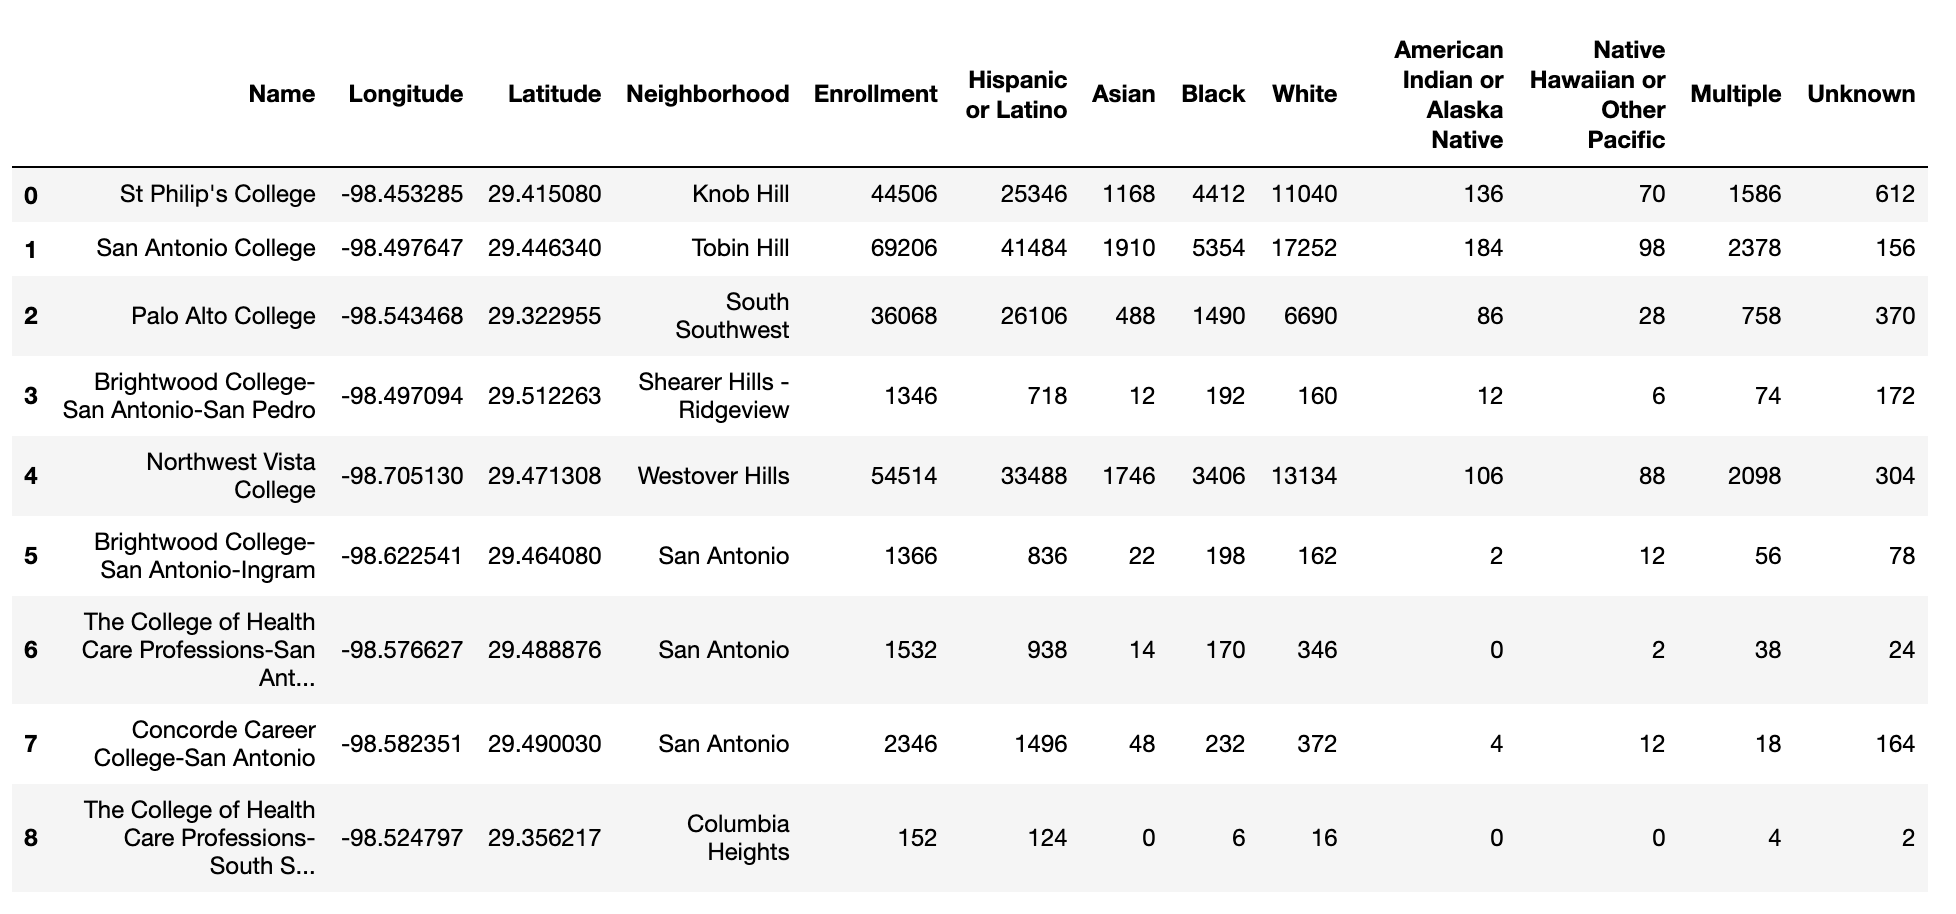 Name Longitude Latitude Neighborhood Enrollment Hispanic or Latino Asian Black White American Indian or Alaska Native Native Hawaiian or Other Pacific Multiple Unknown
0 St Philip's College -98.453285 29.415080 Knob Hill 44506 25346 1168 4412 11040 136 70 1586 612
1 San Antonio College -98.497647 29.446340 Tobin Hill 69206 41484 1910 5354 17252 184 98 2378 156
2 Palo Alto College -98.543468 29.322955 South Southwest 36068 26106 488 1490 6690 86 28 758 370
3 Brightwood College-San Antonio-San Pedro -98.497094 29.512263 Shearer Hills - Ridgeview 1346 718 12 192 160 12 6 74 172
4 Northwest Vista College -98.705130 29.471308 Westover Hills 54514 33488 1746 3406 13134 106 88 2098 304
5 Brightwood College-San Antonio-Ingram -98.622541 29.464080 San Antonio 1366 836 22 198 162 2 12 56 78
6 The College of Health Care Professions-San Ant... -98.576627 29.488876 San Antonio 1532 938 14 170 346 0 2 38 24
7 Concorde Career College-San Antonio -98.582351 29.490030 San Antonio 2346 1496 48 232 372 4 12 18 164
8 The College of Health Care Professions-South S... -98.524797 29.356217 Columbia Heights 152 124 0 6 16 0 0 4 2